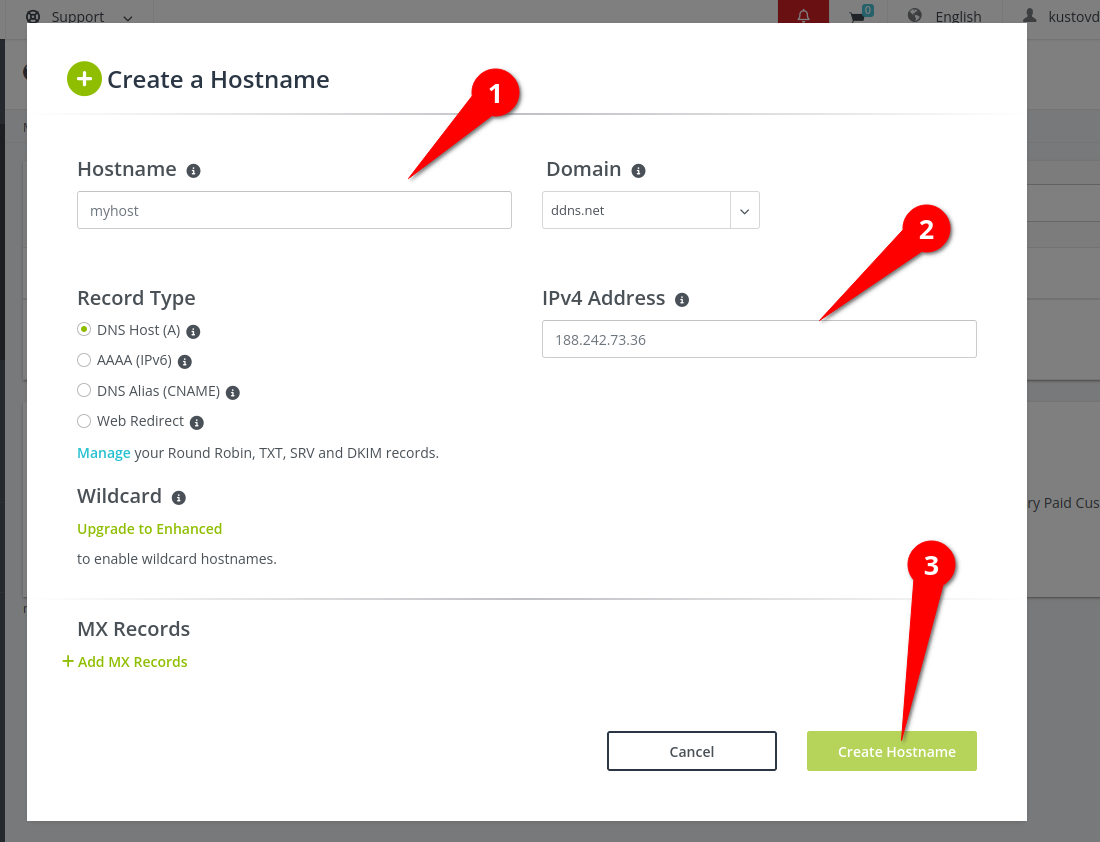 Support
0
English
kustovd
Create a Hostname
1
Hostname
Domain
myhost
ddns.net
2
Record Type
IPv4 Address
DNS Host (A)
188.242.73.36
AAAA (IPv6)
DNS Alias (CNAME)
Web Redirect
Manage your Round Robin, TXT, SRV and DKIM records.
Wildcard
ry Paid Cus
Upgrade to Enhanced
to enable wildcard hostnames.
3
MX Records
+ Add MX Records
Cancel
Create Hostname